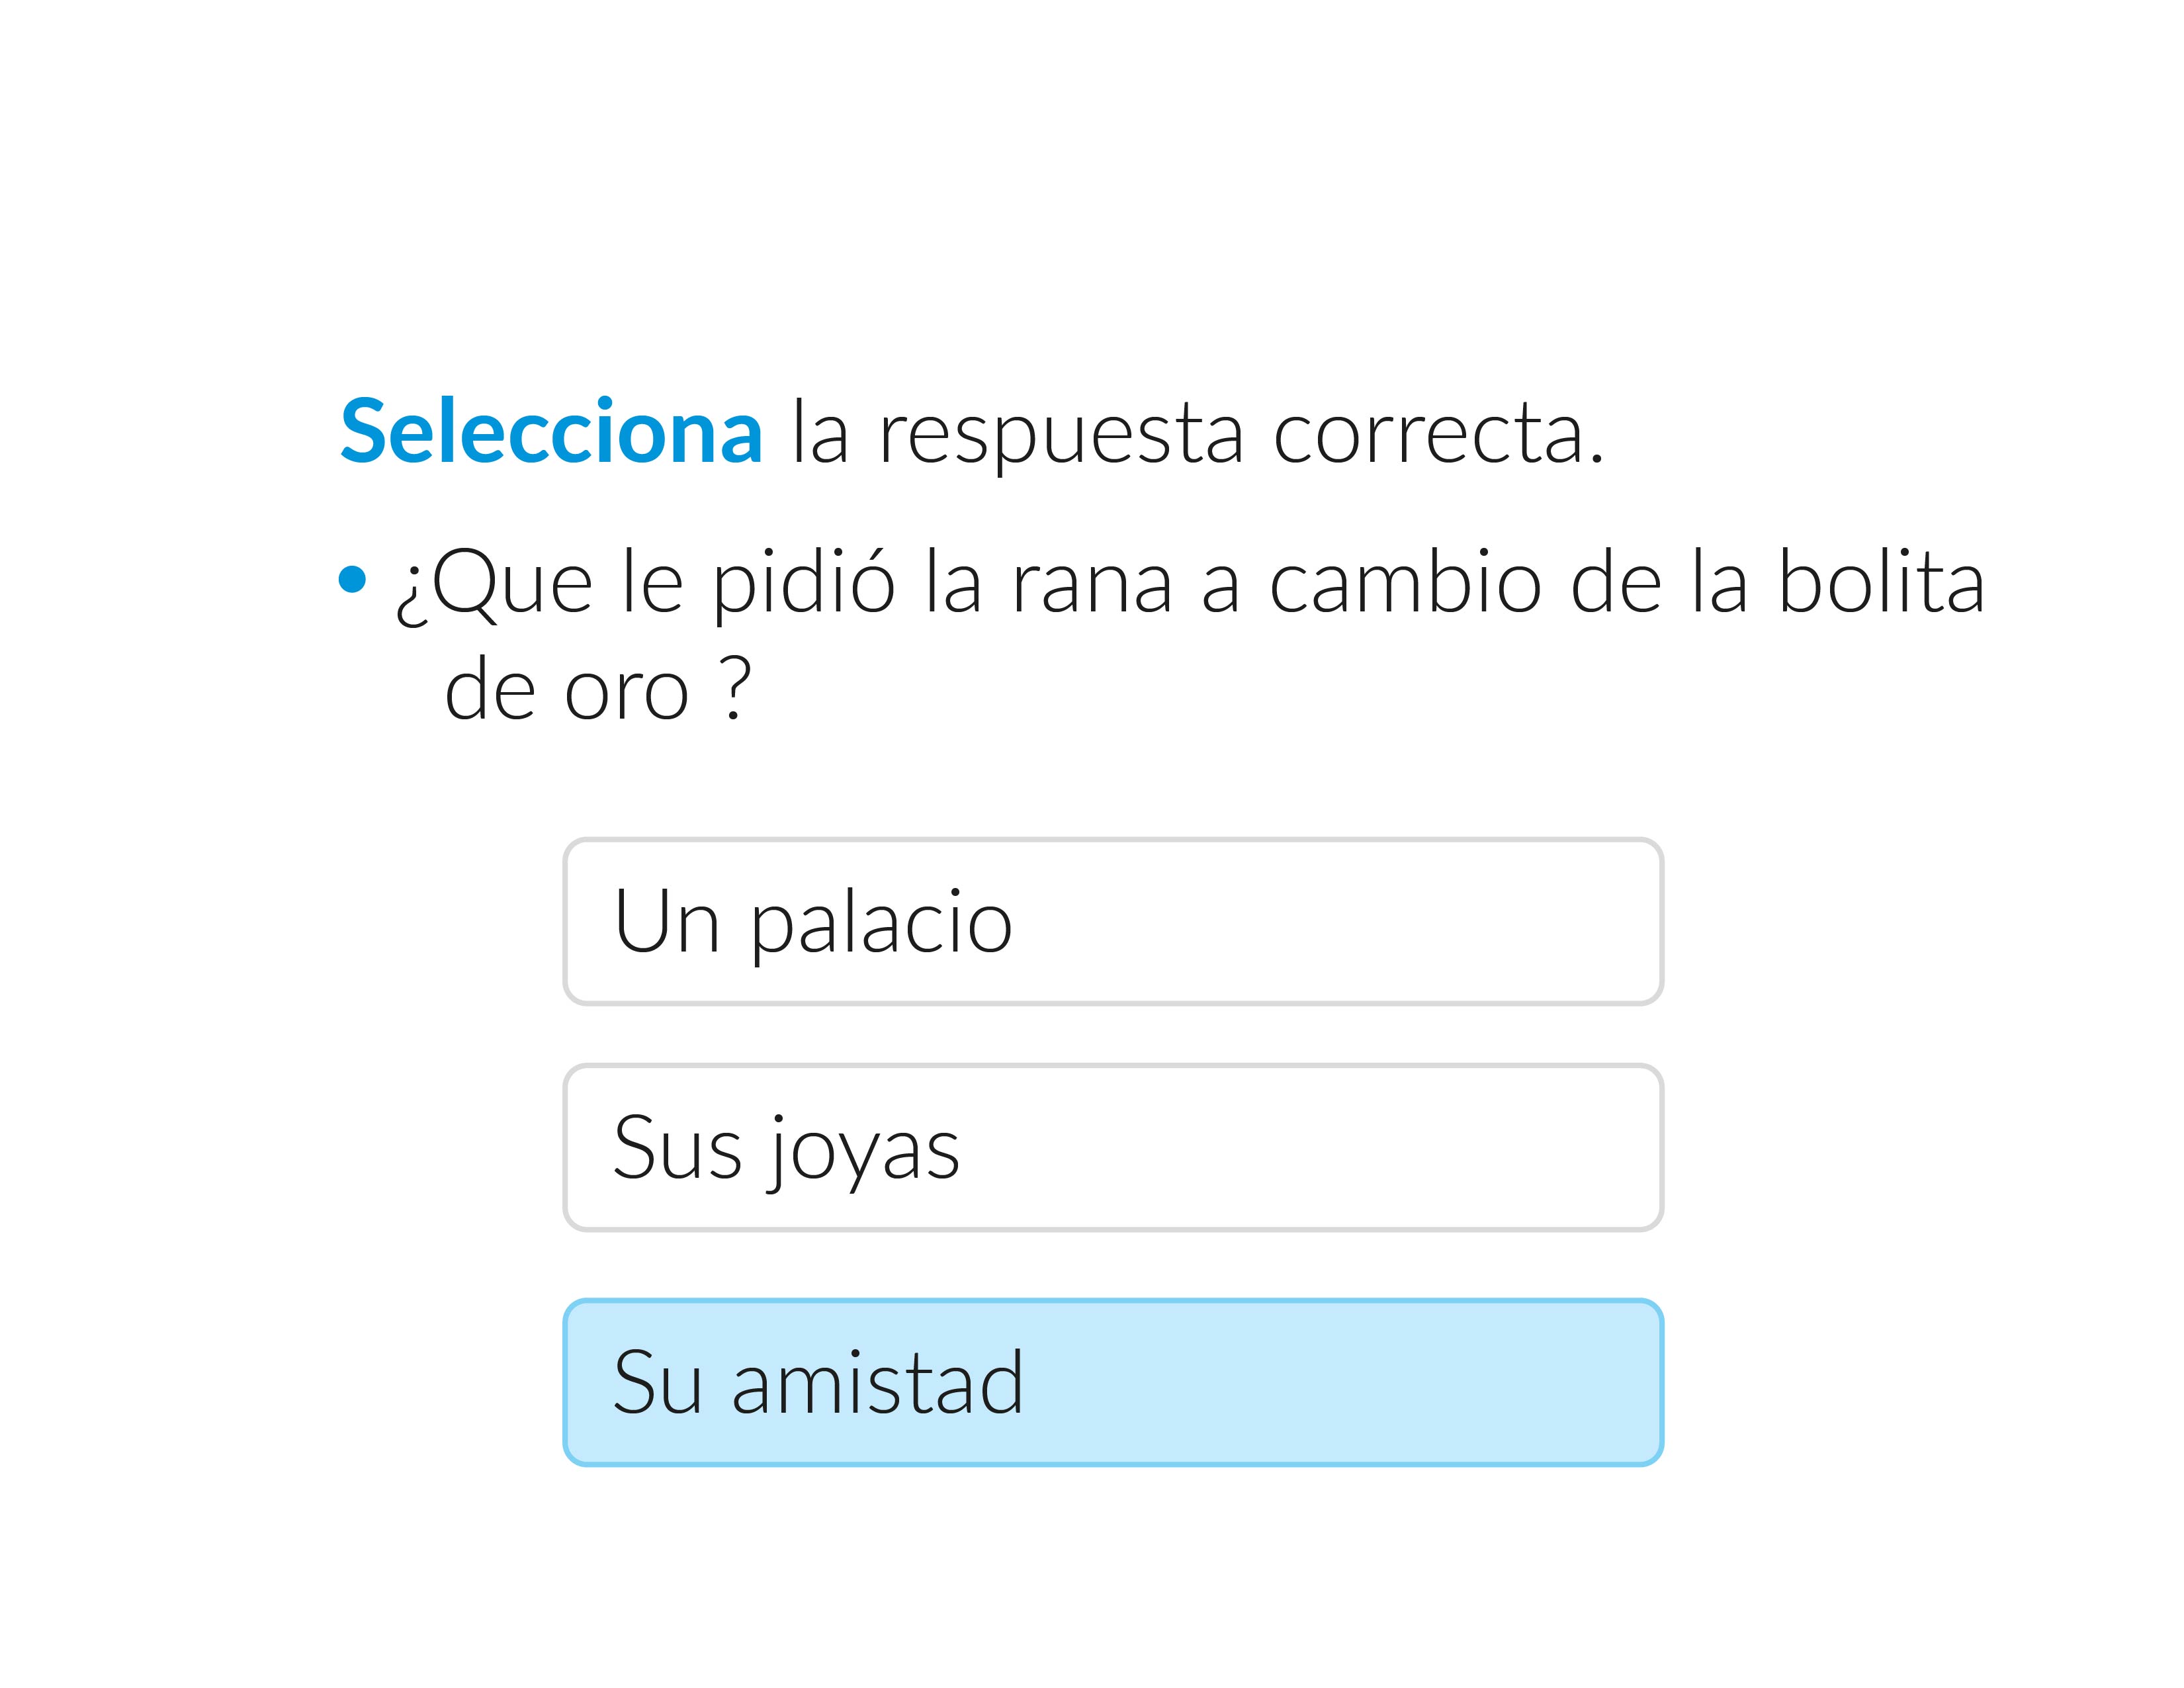 Selecciona la respuesta correcta.
• ¿Que le pidió la rana a cambio de la bolita
de oro ?
Un palacio
Sus joyas
Su amistad